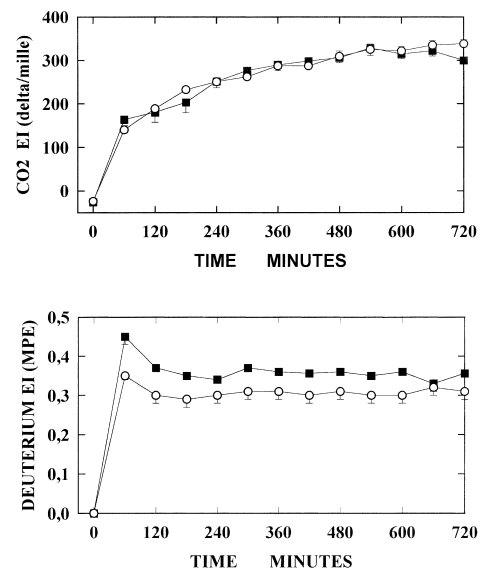 400
300
200
100
0
CO2 EI (delta/mille)
0 120 240 360 480 600 720
TIME MINUTES
0,5
0,4
0,3
0,2
0,1
0,0
DEUTERIUM EI (MPE)
0 120 240 360 480 600 720
TIME MINUTES